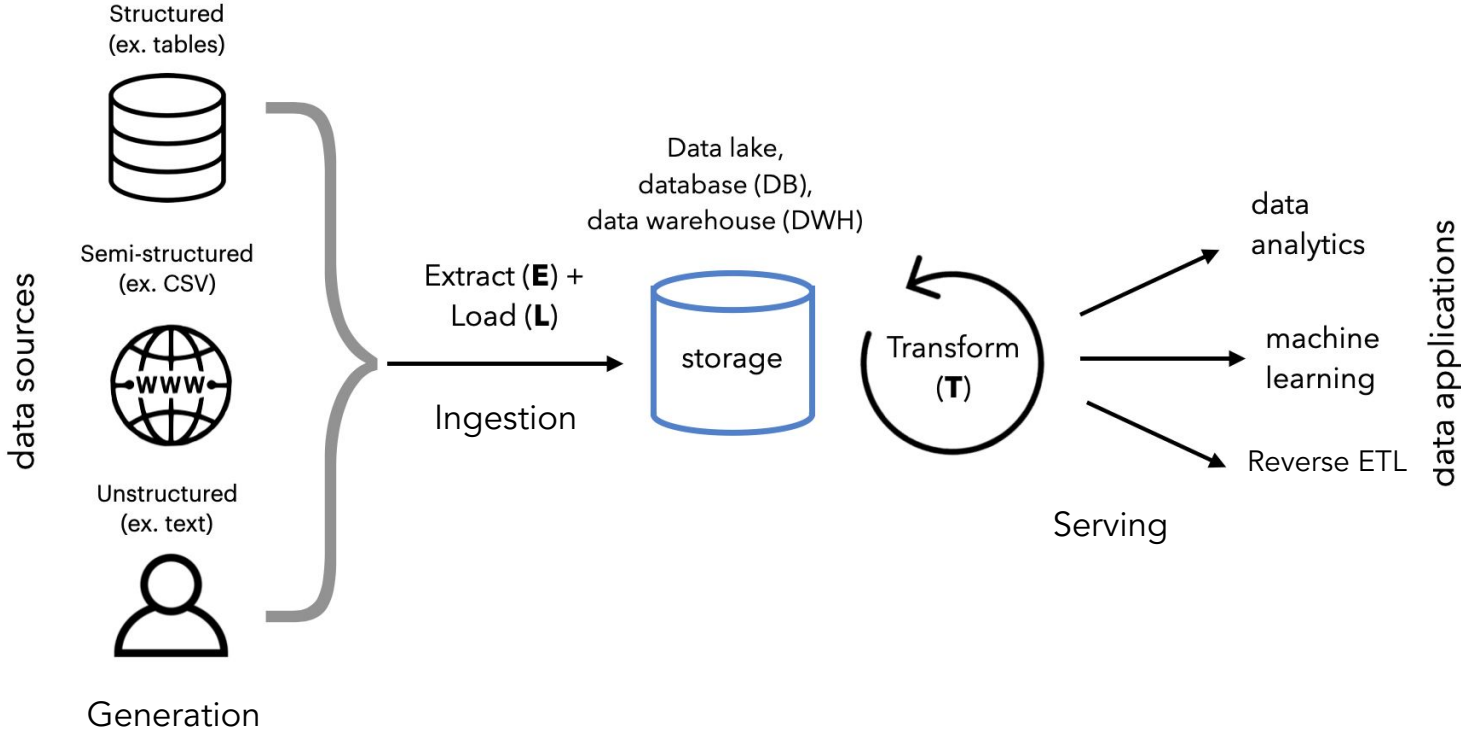 Structured
(ex. tables)
Semi-structured
(ex. CSV)
WWW
Unstructured
(ex. text)
data sources
Generation
Extract (E) +
Load (L)
Ingestion
Data lake,
database (DB),
data warehouse (DWH)
storage
Transform
(T)
data
analytics
machine
learning
Reverse ETL
Serving
data applications